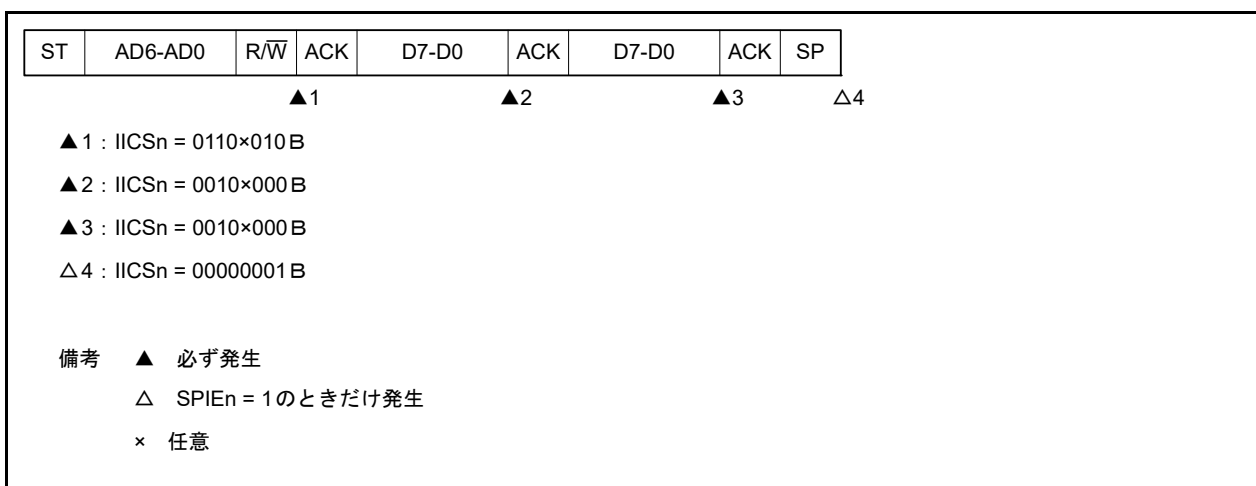 ST AD6-AD0 R/W̅ ACK D7-D0 ACK D7-D0 ACK SP
▲1 ▲2 ▲3 △4
▲1：IICSn = 0110×010B
▲2：IICSn = 0010×000B
▲3：IICSn = 0010×000B
△4：IICSn = 00000001B
備考 ▲ 必ず発生
△ SPIEn = 1のときだけ発生
× 任意